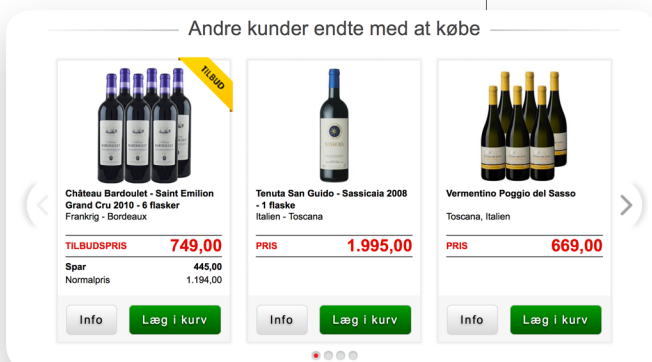 Andre kunder endte med at købe
TILBUD
Château Bardoulet - Saint Emilion
Grand Cru 2010 - 6 flasker
Frankrig - Bordeaux
TILBUDSPRIS 749,00
Spar 445,00
Normalpris 1.194,00
Info Læg i kurv
Tenuta San Guido - Sassicaia 2008
- 1 flaske
Italien - Toscana
PRIS 1.995,00
Info Læg i kurv
Vermentino Poggio del Sasso
Toscana, Italien
PRIS 669,00
Info Læg i kurv